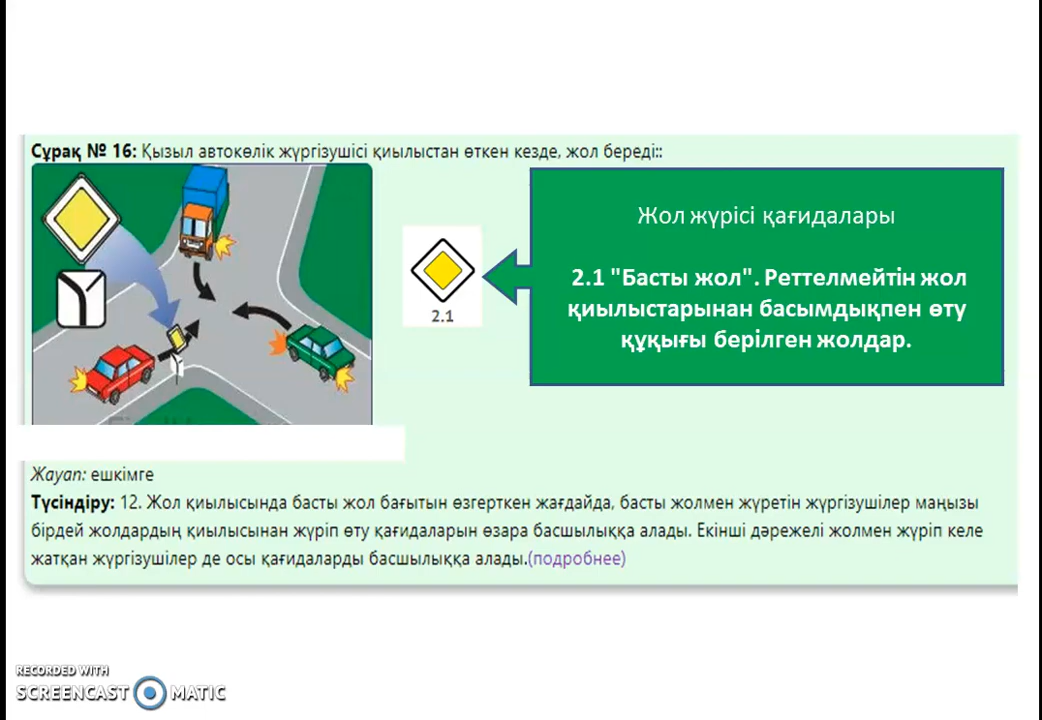 Сұрақ № 16: Қызыл автокөлік жүргізушісі қиылыстан өткен кезде, жол береді::
Жол жүрісі қағидалары
2.1 "Басты жол". Реттелмейтін жол
қиылыстарынан басымдықпен өту
құқығы берілген жолдар.
2.1
Жауап: ешкімге
Түсіндіру: 12. Жол қиылысында басты жол бағытын өзгерткен жағдайда, басты жолмен жүретін жүргізушілер маңызы
бірдей жолдардың қиылысынан жүріп өту қағидаларын өзара басшылыққа алады. Екінші дәрежелі жолмен жүріп келе
жатқан жүргізушілер де осы қағидаларды басшылыққа алады.(подробнее)
RECORDED WITH
SCREENCAST MATIC